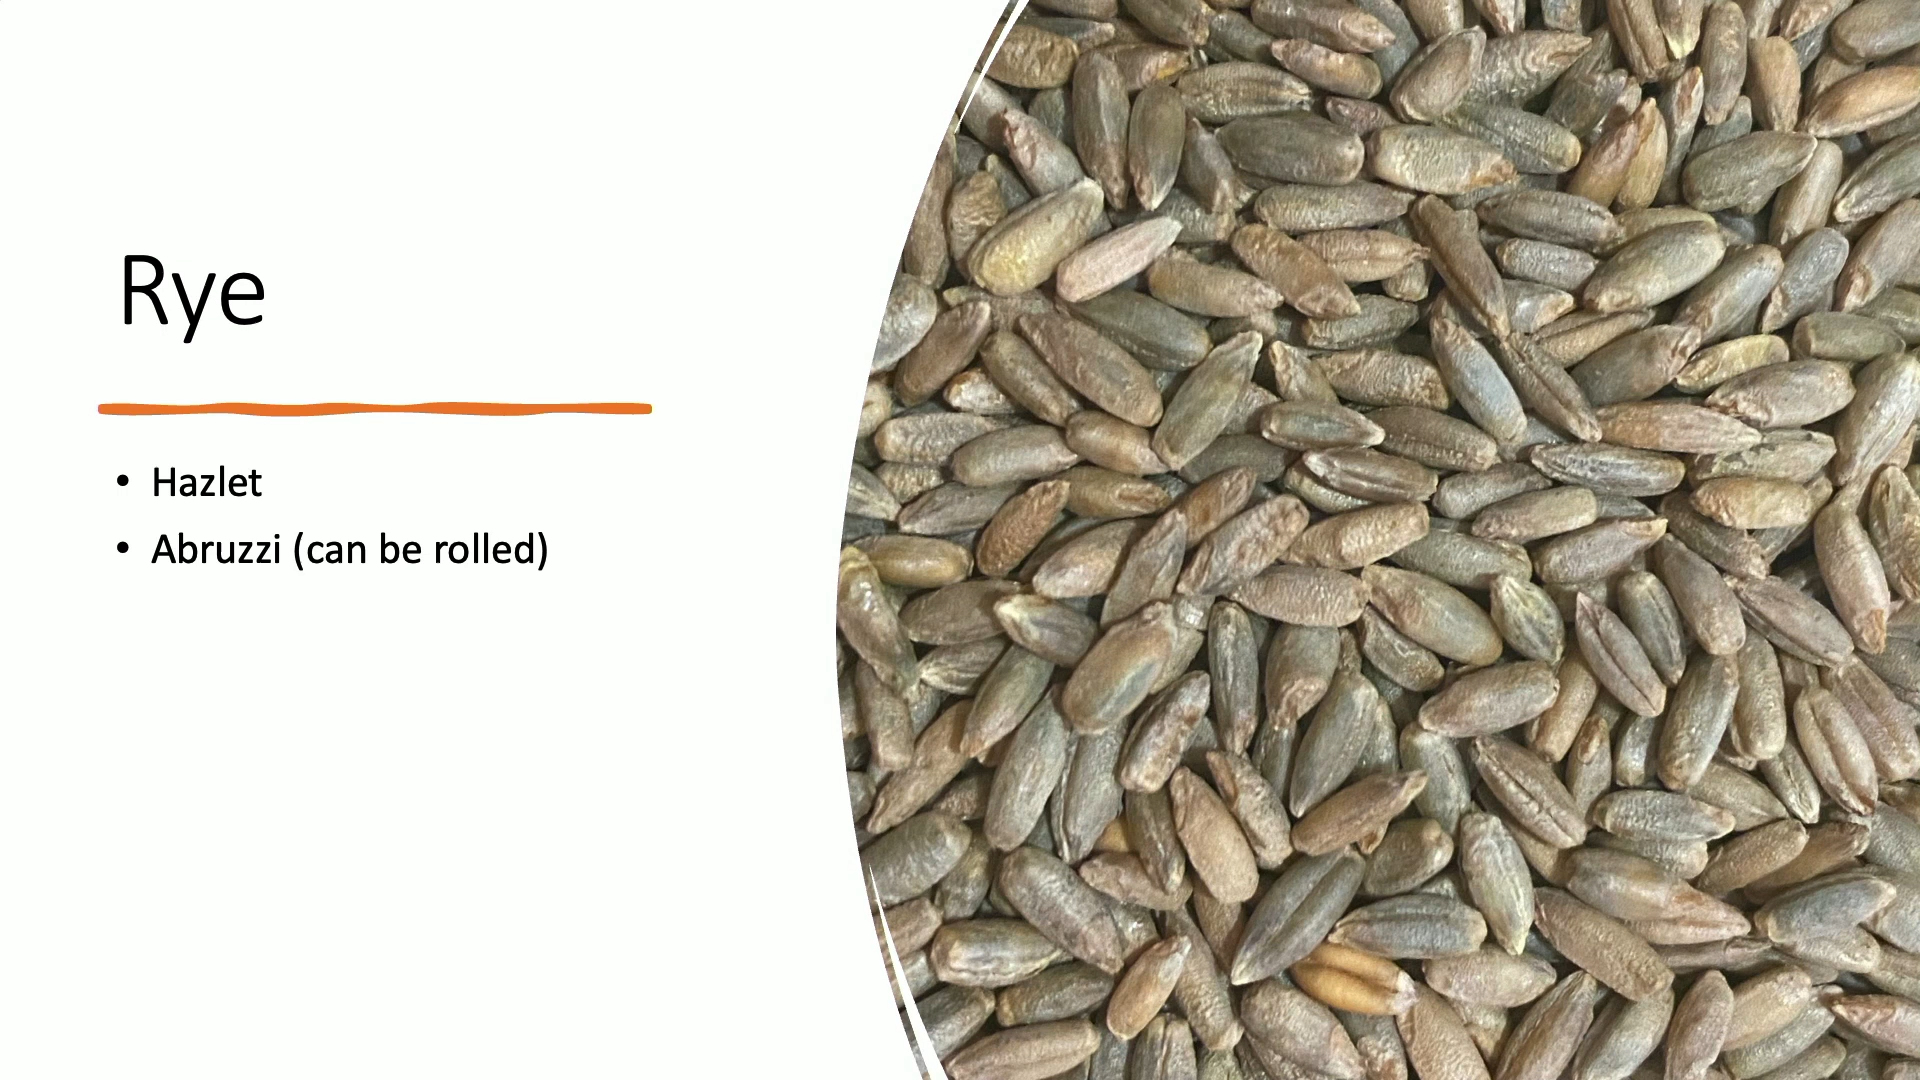 Rye
• Hazlet
• Abruzzi (can be rolled)